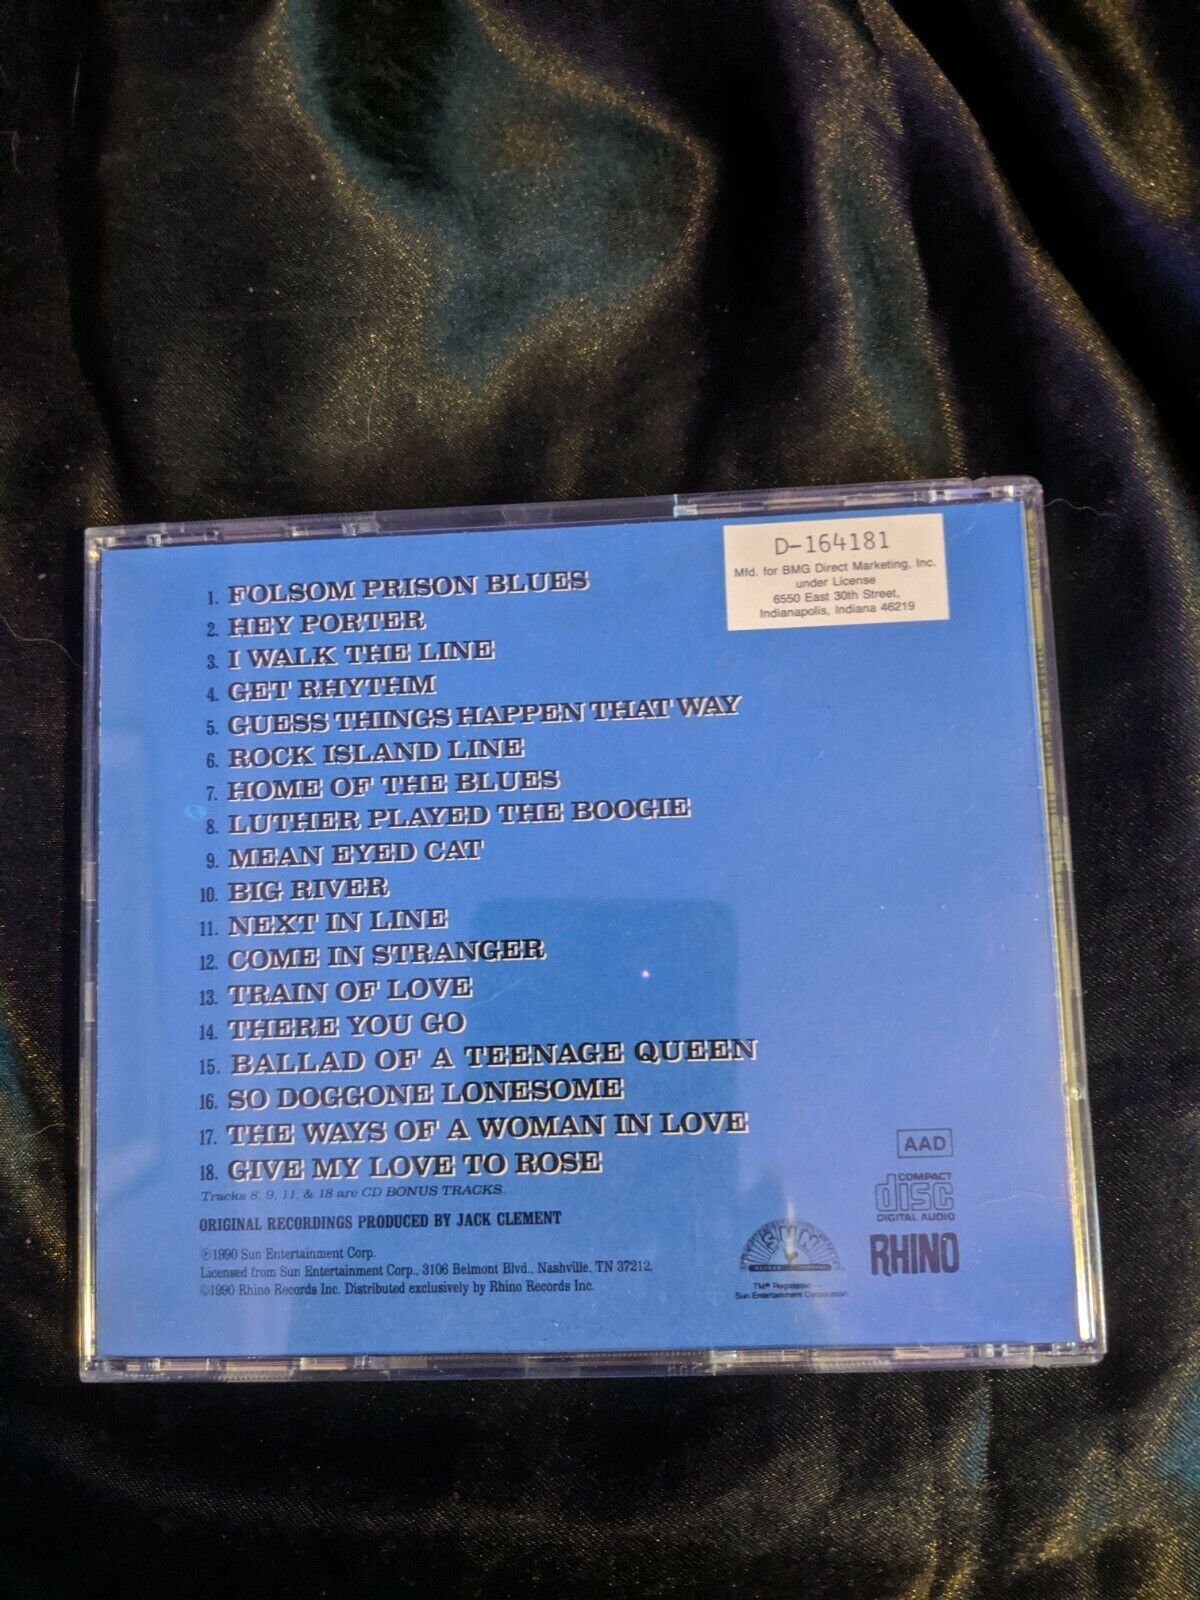 D-164181
Mfd. for BMG Direct Marketing, Inc.
under License
6550 East 30th Street,
Indianapolis, Indiana 46219
1. FOLSOM PRISON BLUES
2. HEY PORTER
3. I WALK THE LINE
4. GET RHYTHM
5. GUESS THINGS HAPPEN THAT WAY
6. ROCK ISLAND LINE
7. HOME OF THE BLUES
8. LUTHER PLAYED THE BOOGIE
9. MEAN EYED CAT
10. BIG RIVER
11. NEXT IN LINE
12. COME IN STRANGER
13. TRAIN OF LOVE
14. THERE YOU GO
15. BALLAD OF A TEENAGE QUEEN
16. SO DOGGONE LONESOME
17. THE WAYS OF A WOMAN IN LOVE
18. GIVE MY LOVE TO ROSE
Tracks 8, 9, 11, & 18 are CD BONUS TRACKS.
ORIGINAL RECORDINGS PRODUCED BY JACK CLEMENT
℗1990 Sun Entertainment Corp.
Licensed from Sun Entertainment Corp., 3106 Belmont Blvd., Nashville, TN 37212.
©1990 Rhino Records Inc. Distributed exclusively by Rhino Records Inc.
SUN
TM® Registered
Sun Entertainment Corporation
AAD
COMPACT
disc
DIGITAL AUDIO
RHINO